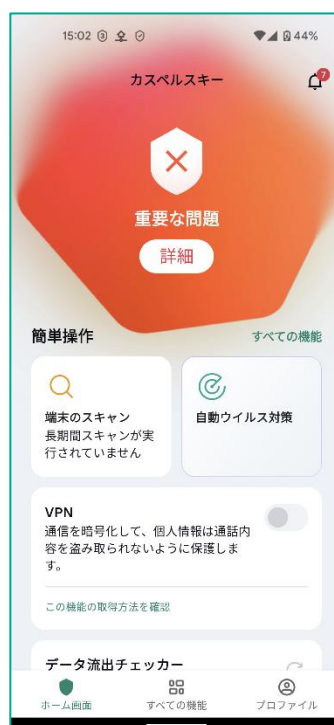 15:02 44%
カスペルスキー
7
重要な問題
詳細
簡単操作 すべての機能
端末のスキャン
長期間スキャンが実
行されていません
自動ウイルス対策
VPN
通信を暗号化して、個人情報は通話内
容を盗み取られないように保護しま
す。
この機能の取得方法を確認
データ流出チェッカー
ホーム画面 すべての機能 プロファイル